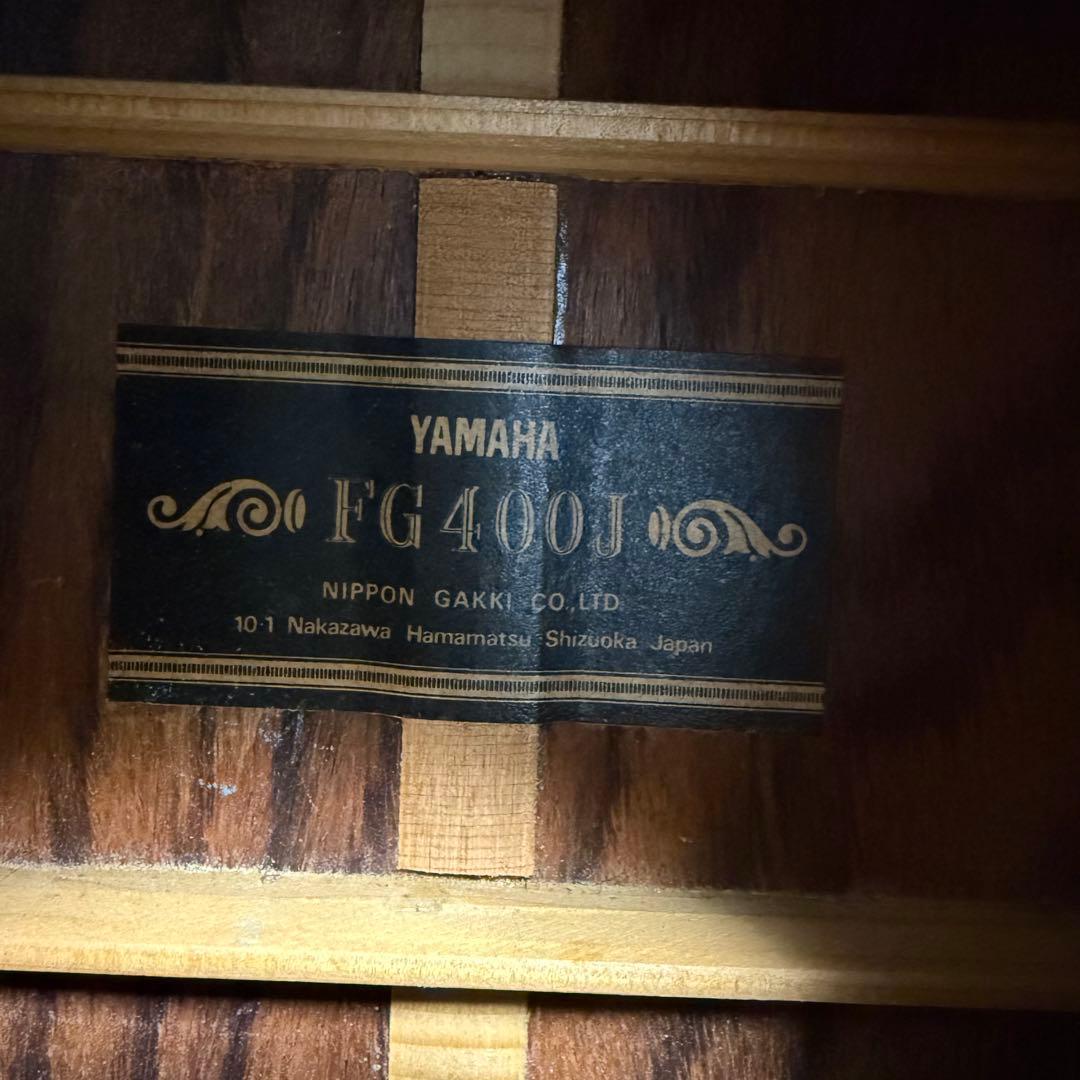 YAMAHA
FG400J
NIPPON GAKKI CO.,LTD
10-1 Nakazawa Hamamatsu Shizuoka Japan